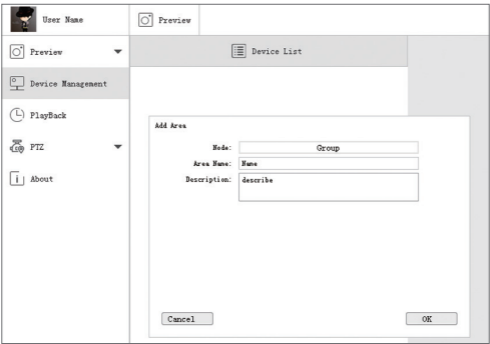 User Name
Preview
Preview
Device List
Device Management
PlayBack
PTZ
About
Add Area
Node:
Group
Area Name:
Name
Description:
describe
Cancel
OK